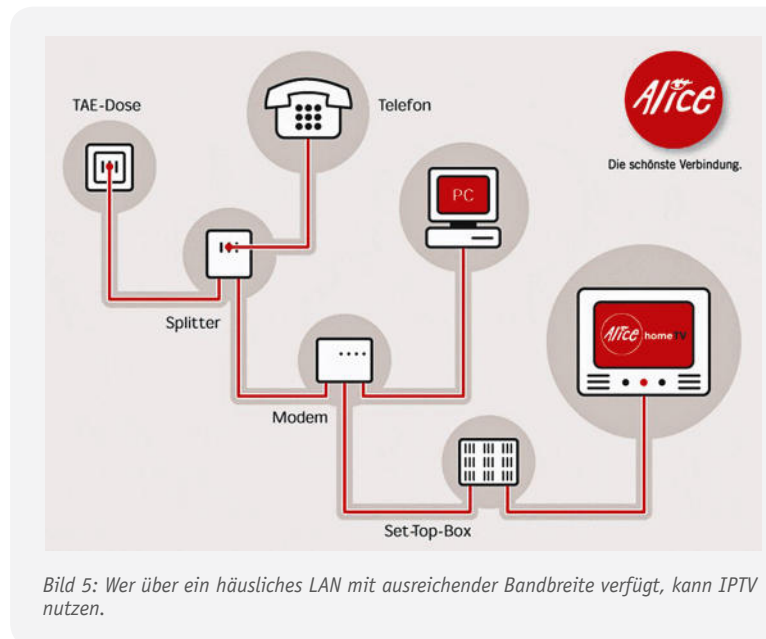 TAE-Dose
Telefon
Alice
Die schönste Verbindung.
PC
Splitter
Alice homeTV
Modem
Set-Top-Box
Bild 5: Wer über ein häusliches LAN mit ausreichender Bandbreite verfügt, kann IPTV
nutzen.